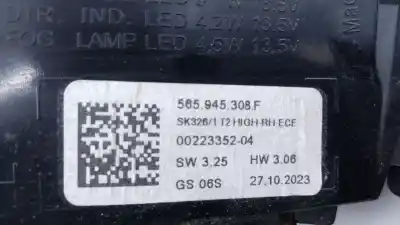 DIR. IND. LED 4,2W 13,5V
FOG LAMP LED 4,6W 13,5V
565.945.308.F
SK326/1 T2 HIGH-RH-ECE
00223352-04
SW 3.25 HW 3.06
GS 06S 27.10.2023